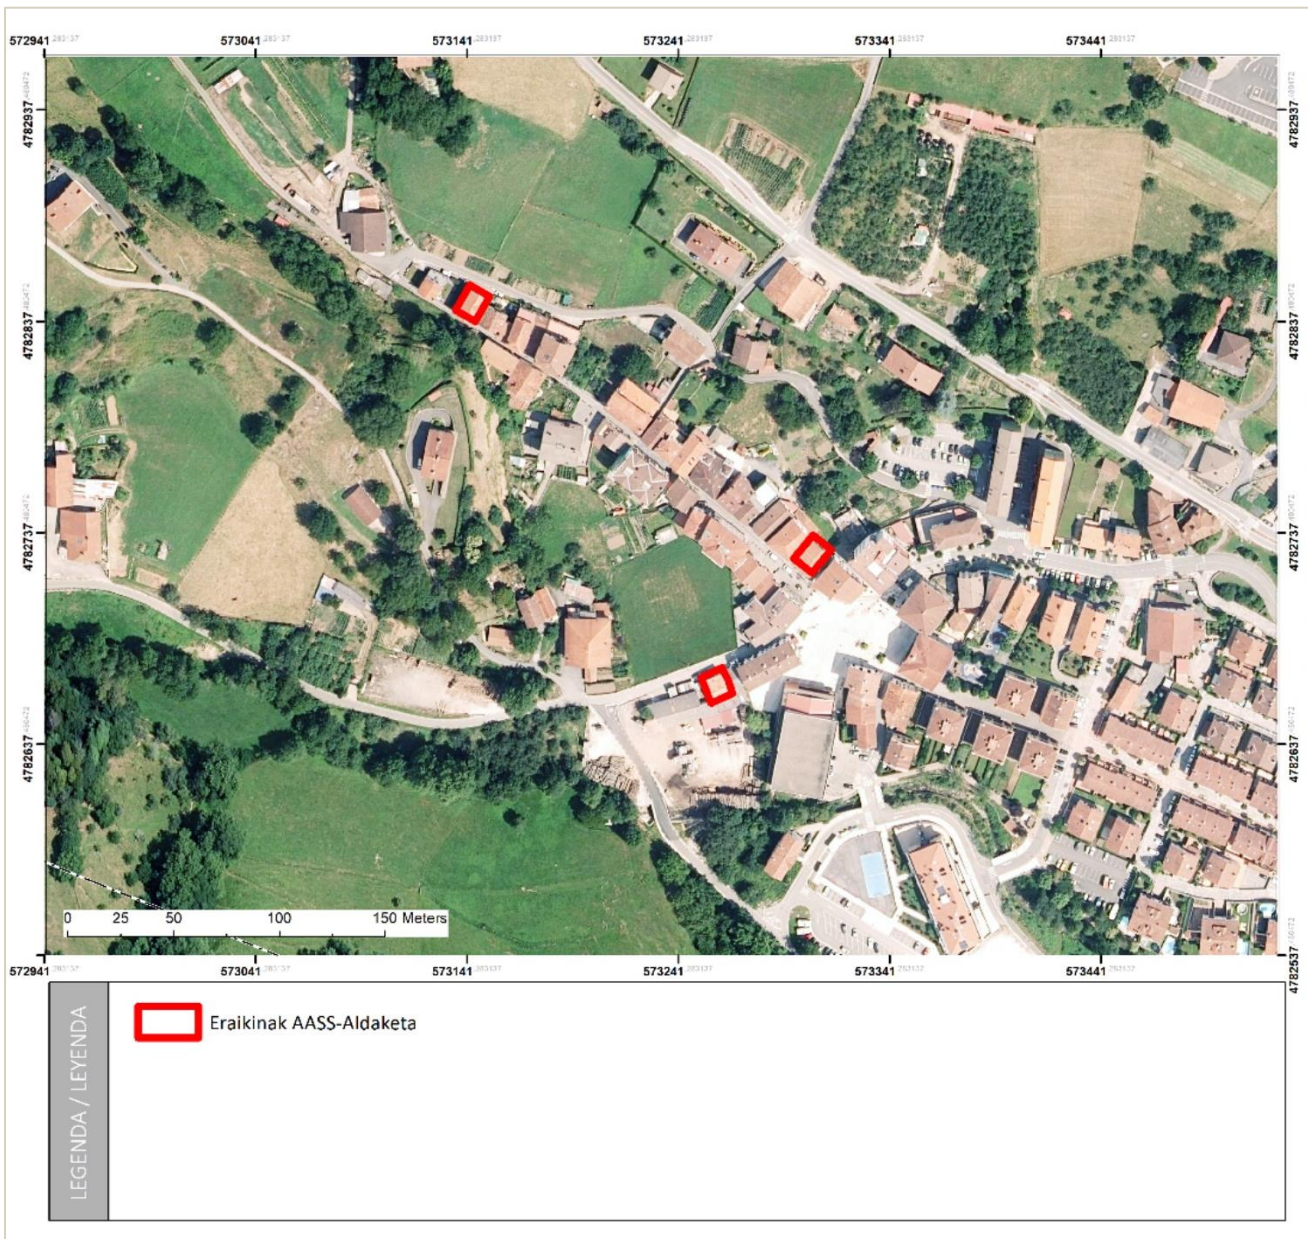 572941 573041 573141 573241 573341 573441
4782937 4782937
4782837 4782837
4782737 4782737
4782637 4782637
0 25 50 100 150 Meters
4782537
572941 573041 573141 573241 573341 573441
LEGENDA / LEYENDA
Eraikinak AASS-Aldaketa